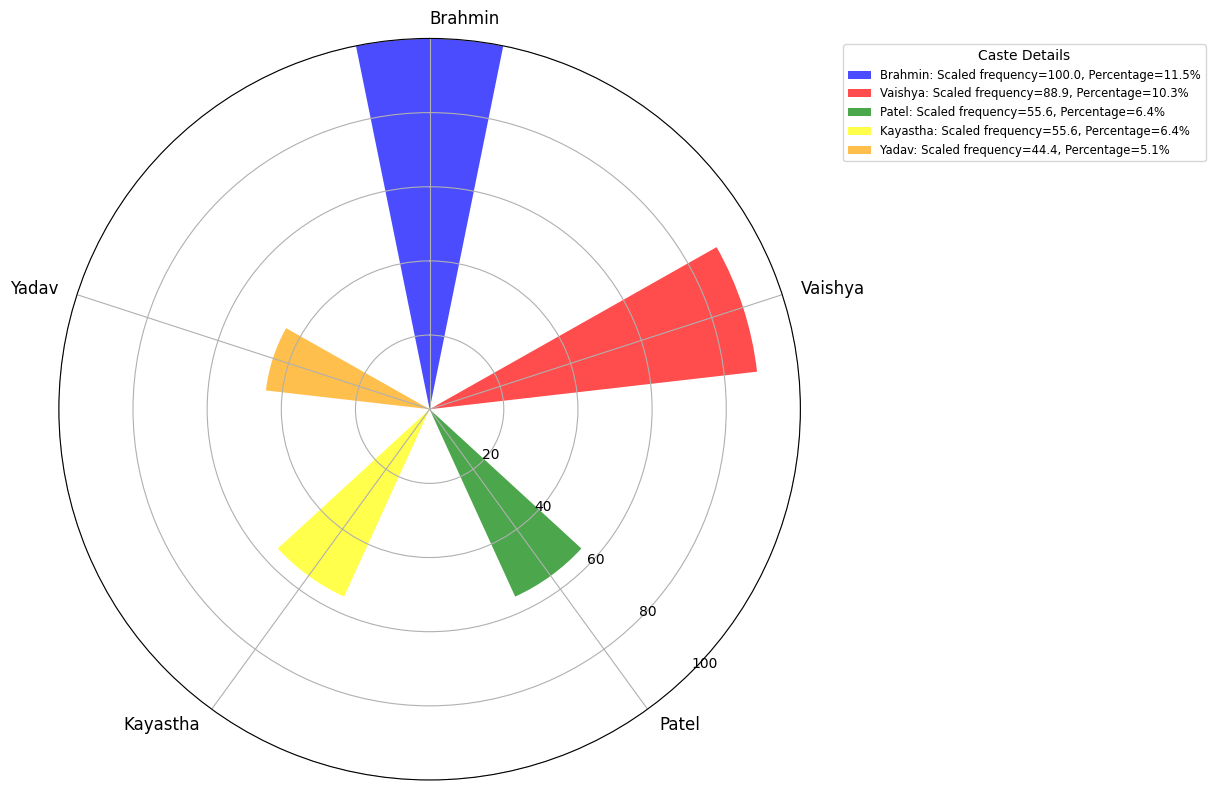 Brahmin
Caste Details
Brahmin: Scaled frequency=100.0, Percentage=11.5%
Vaishya: Scaled frequency=88.9, Percentage=10.3%
Patel: Scaled frequency=55.6, Percentage=6.4%
Kayastha: Scaled frequency=55.6, Percentage=6.4%
Yadav: Scaled frequency=44.4, Percentage=5.1%
Yadav
Vaishya
20
40
60
80
100
Kayastha
Patel